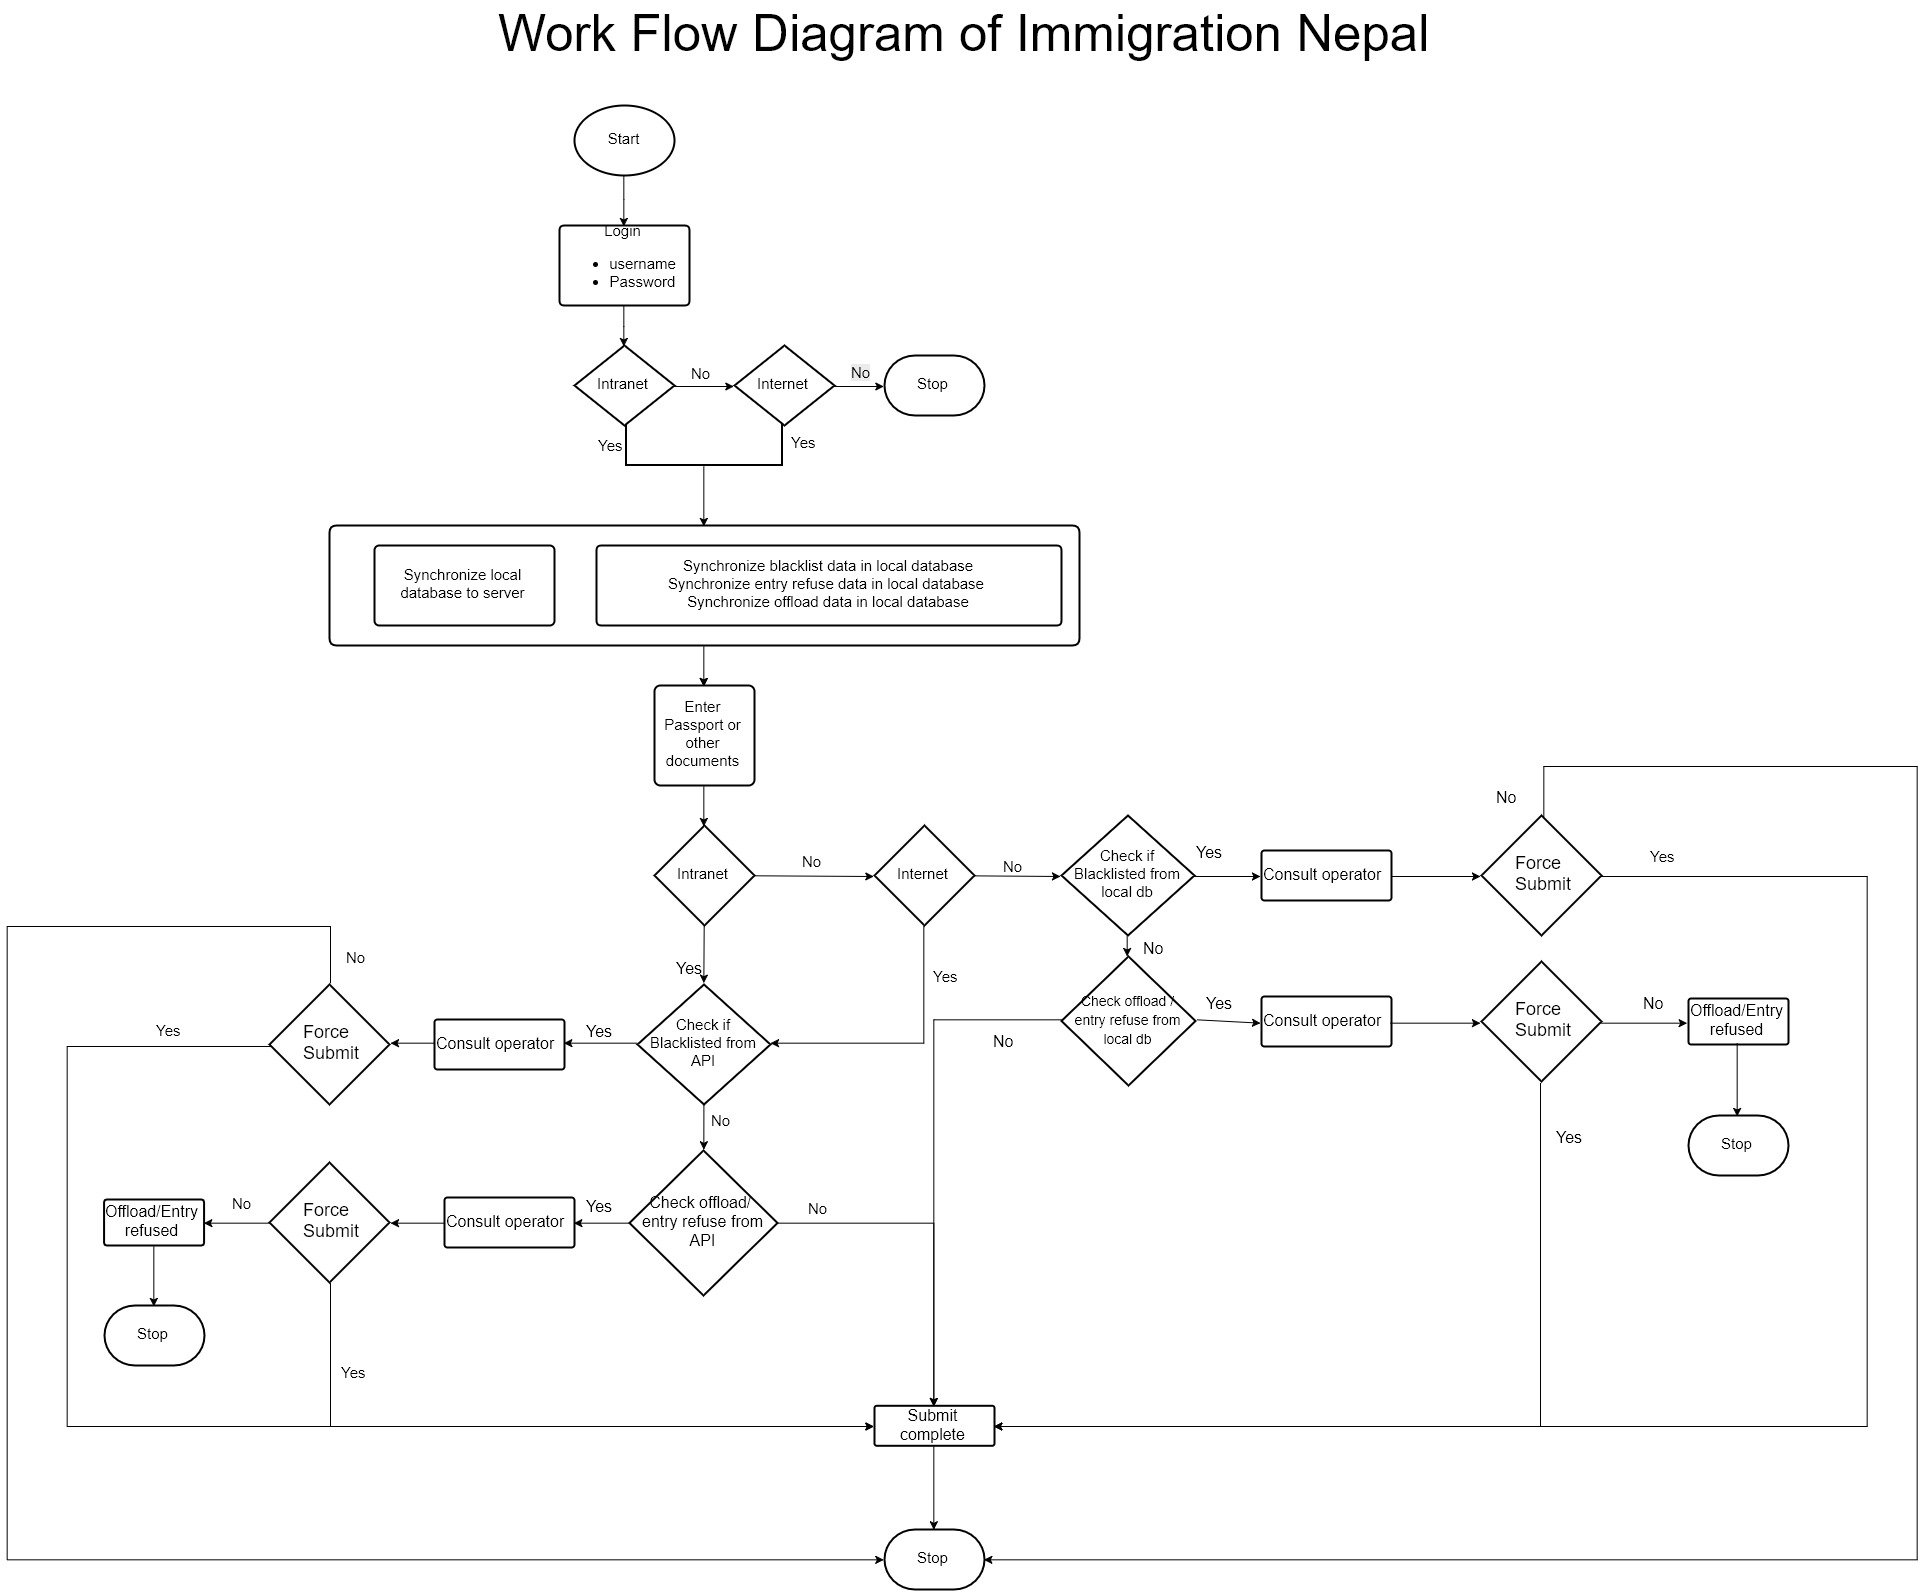 Work Flow Diagram of Immigration Nepal
Start
Login
• username
• Password
Intranet
No
Internet
No
Stop
Yes
Yes
Synchronize local
database to server
Synchronize blacklist data in local database
Synchronize entry refuse data in local database
Synchronize offload data in local database
Enter
Passport or
other
documents
Intranet
No
Internet
No
Check if
Blacklisted from
local db
Yes
Consult operator
Force
Submit
No
Yes
No
Yes
Yes
No
Check offload /
entry refuse from
local db
Yes
Consult operator
Force
Submit
No
Offload/Entry
refused
Stop
Yes
No
Check if
Blacklisted from
API
Yes
Consult operator
Force
Submit
No
Yes
No
Check offload/
entry refuse from
API
No
Yes
Consult operator
Force
Submit
No
Offload/Entry
refused
Stop
Yes
Submit
complete
Stop